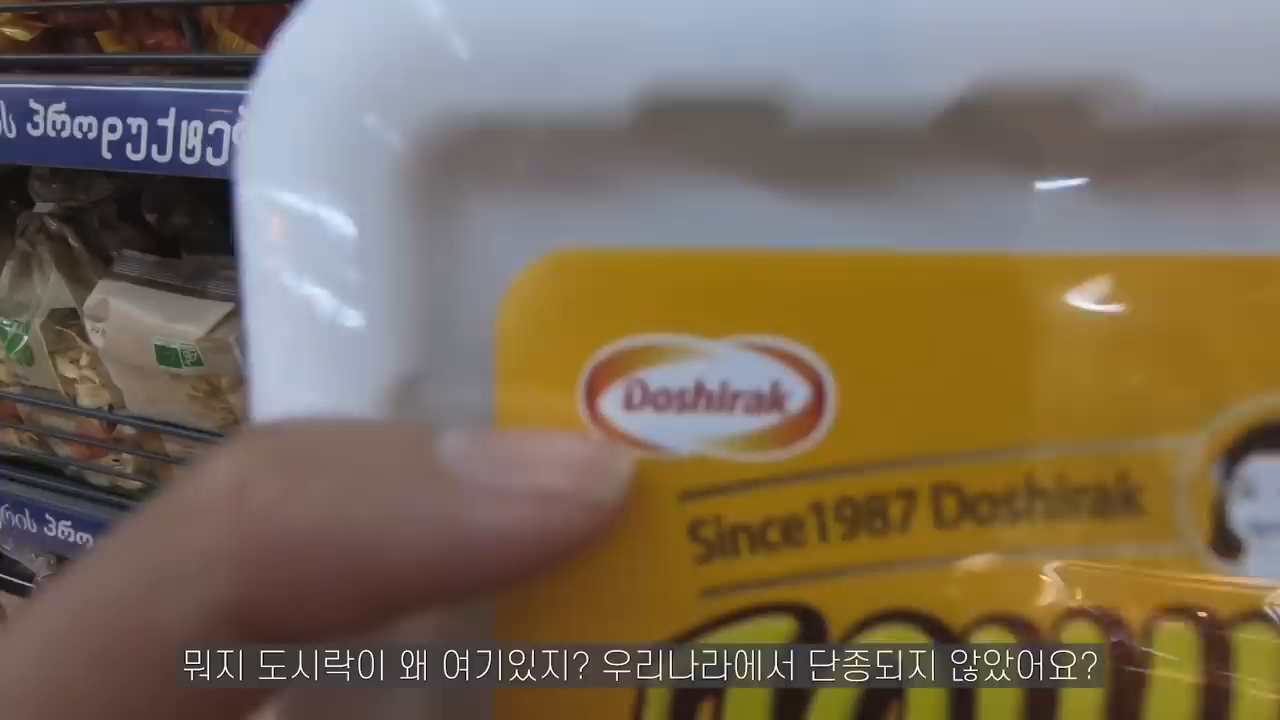 ს პროდუქტე
Doshirak
Since1987 Doshirak
რის პრო
뭐지 도시락이 왜 여기있지? 우리나라에서 단종되지 않았어요?